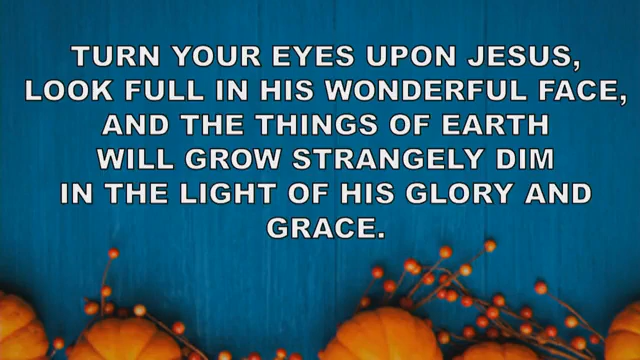 TURN YOUR EYES UPON JESUS,
LOOK FULL IN HIS WONDERFUL FACE,
AND THE THINGS OF EARTH
WILL GROW STRANGELY DIM
IN THE LIGHT OF HIS GLORY AND
GRACE.